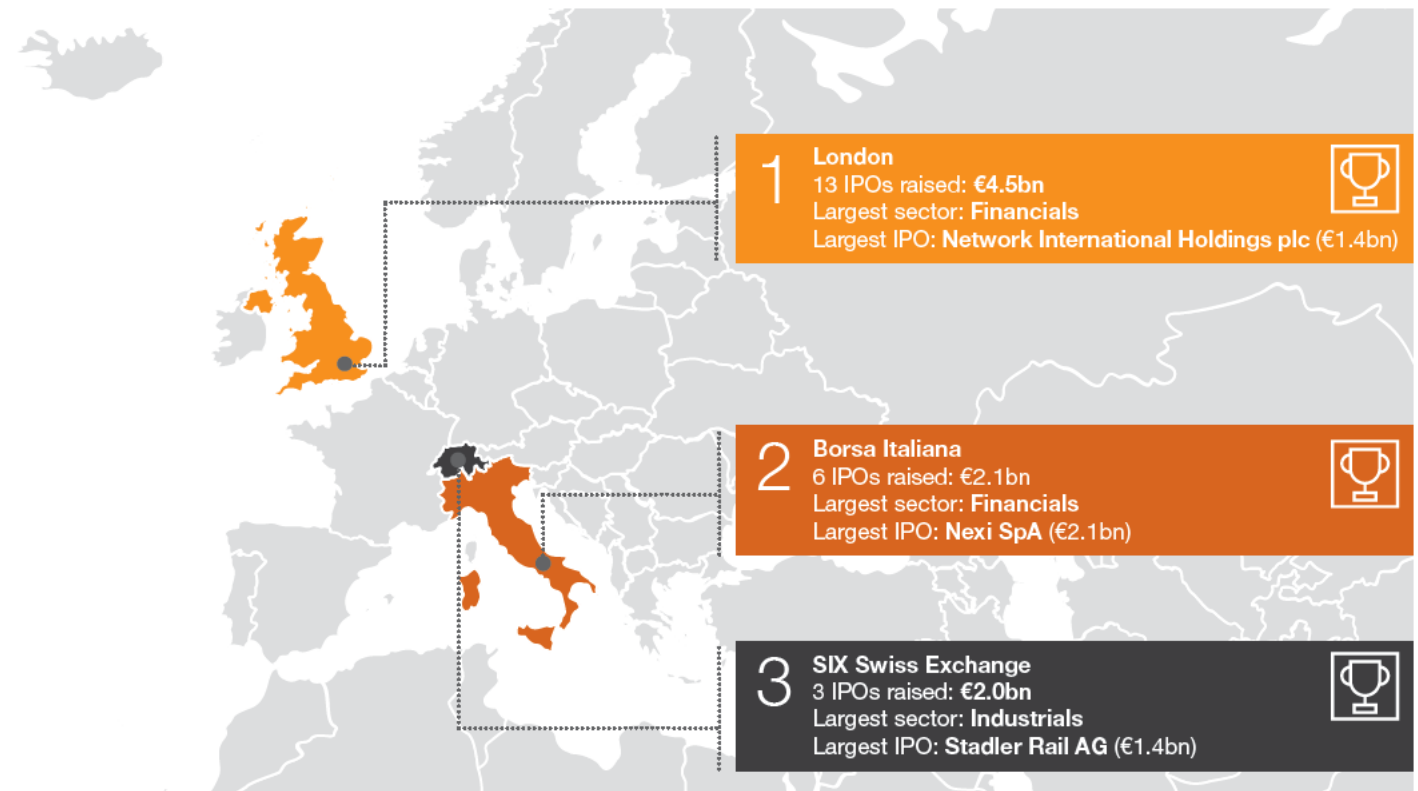 1
London
13 IPOs raised: €4.5bn
Largest sector: Financials
Largest IPO: Network International Holdings plc (€1.4bn)
2
Borsa Italiana
6 IPOs raised: €2.1bn
Largest sector: Financials
Largest IPO: Nexi SpA (€2.1bn)
3
SIX Swiss Exchange
3 IPOs raised: €2.0bn
Largest sector: Industrials
Largest IPO: Stadler Rail AG (€1.4bn)